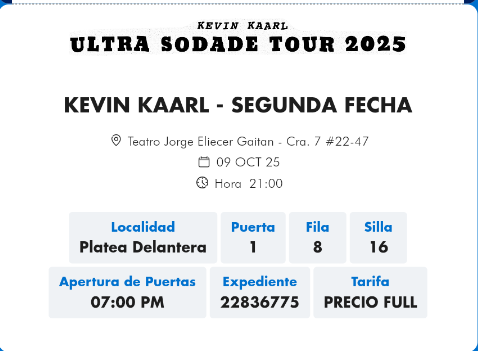 KEVIN KAARL
ULTRA SODADE TOUR 2025
KEVIN KAARL - SEGUNDA FECHA
Teatro Jorge Eliecer Gaitan - Cra. 7 #22-47
09 OCT 25
Hora 21:00
Localidad Puerta Fila Silla
Platea Delantera 1 8 16
Apertura de Puertas Expediente Tarifa
07:00 PM 22836775 PRECIO FULL